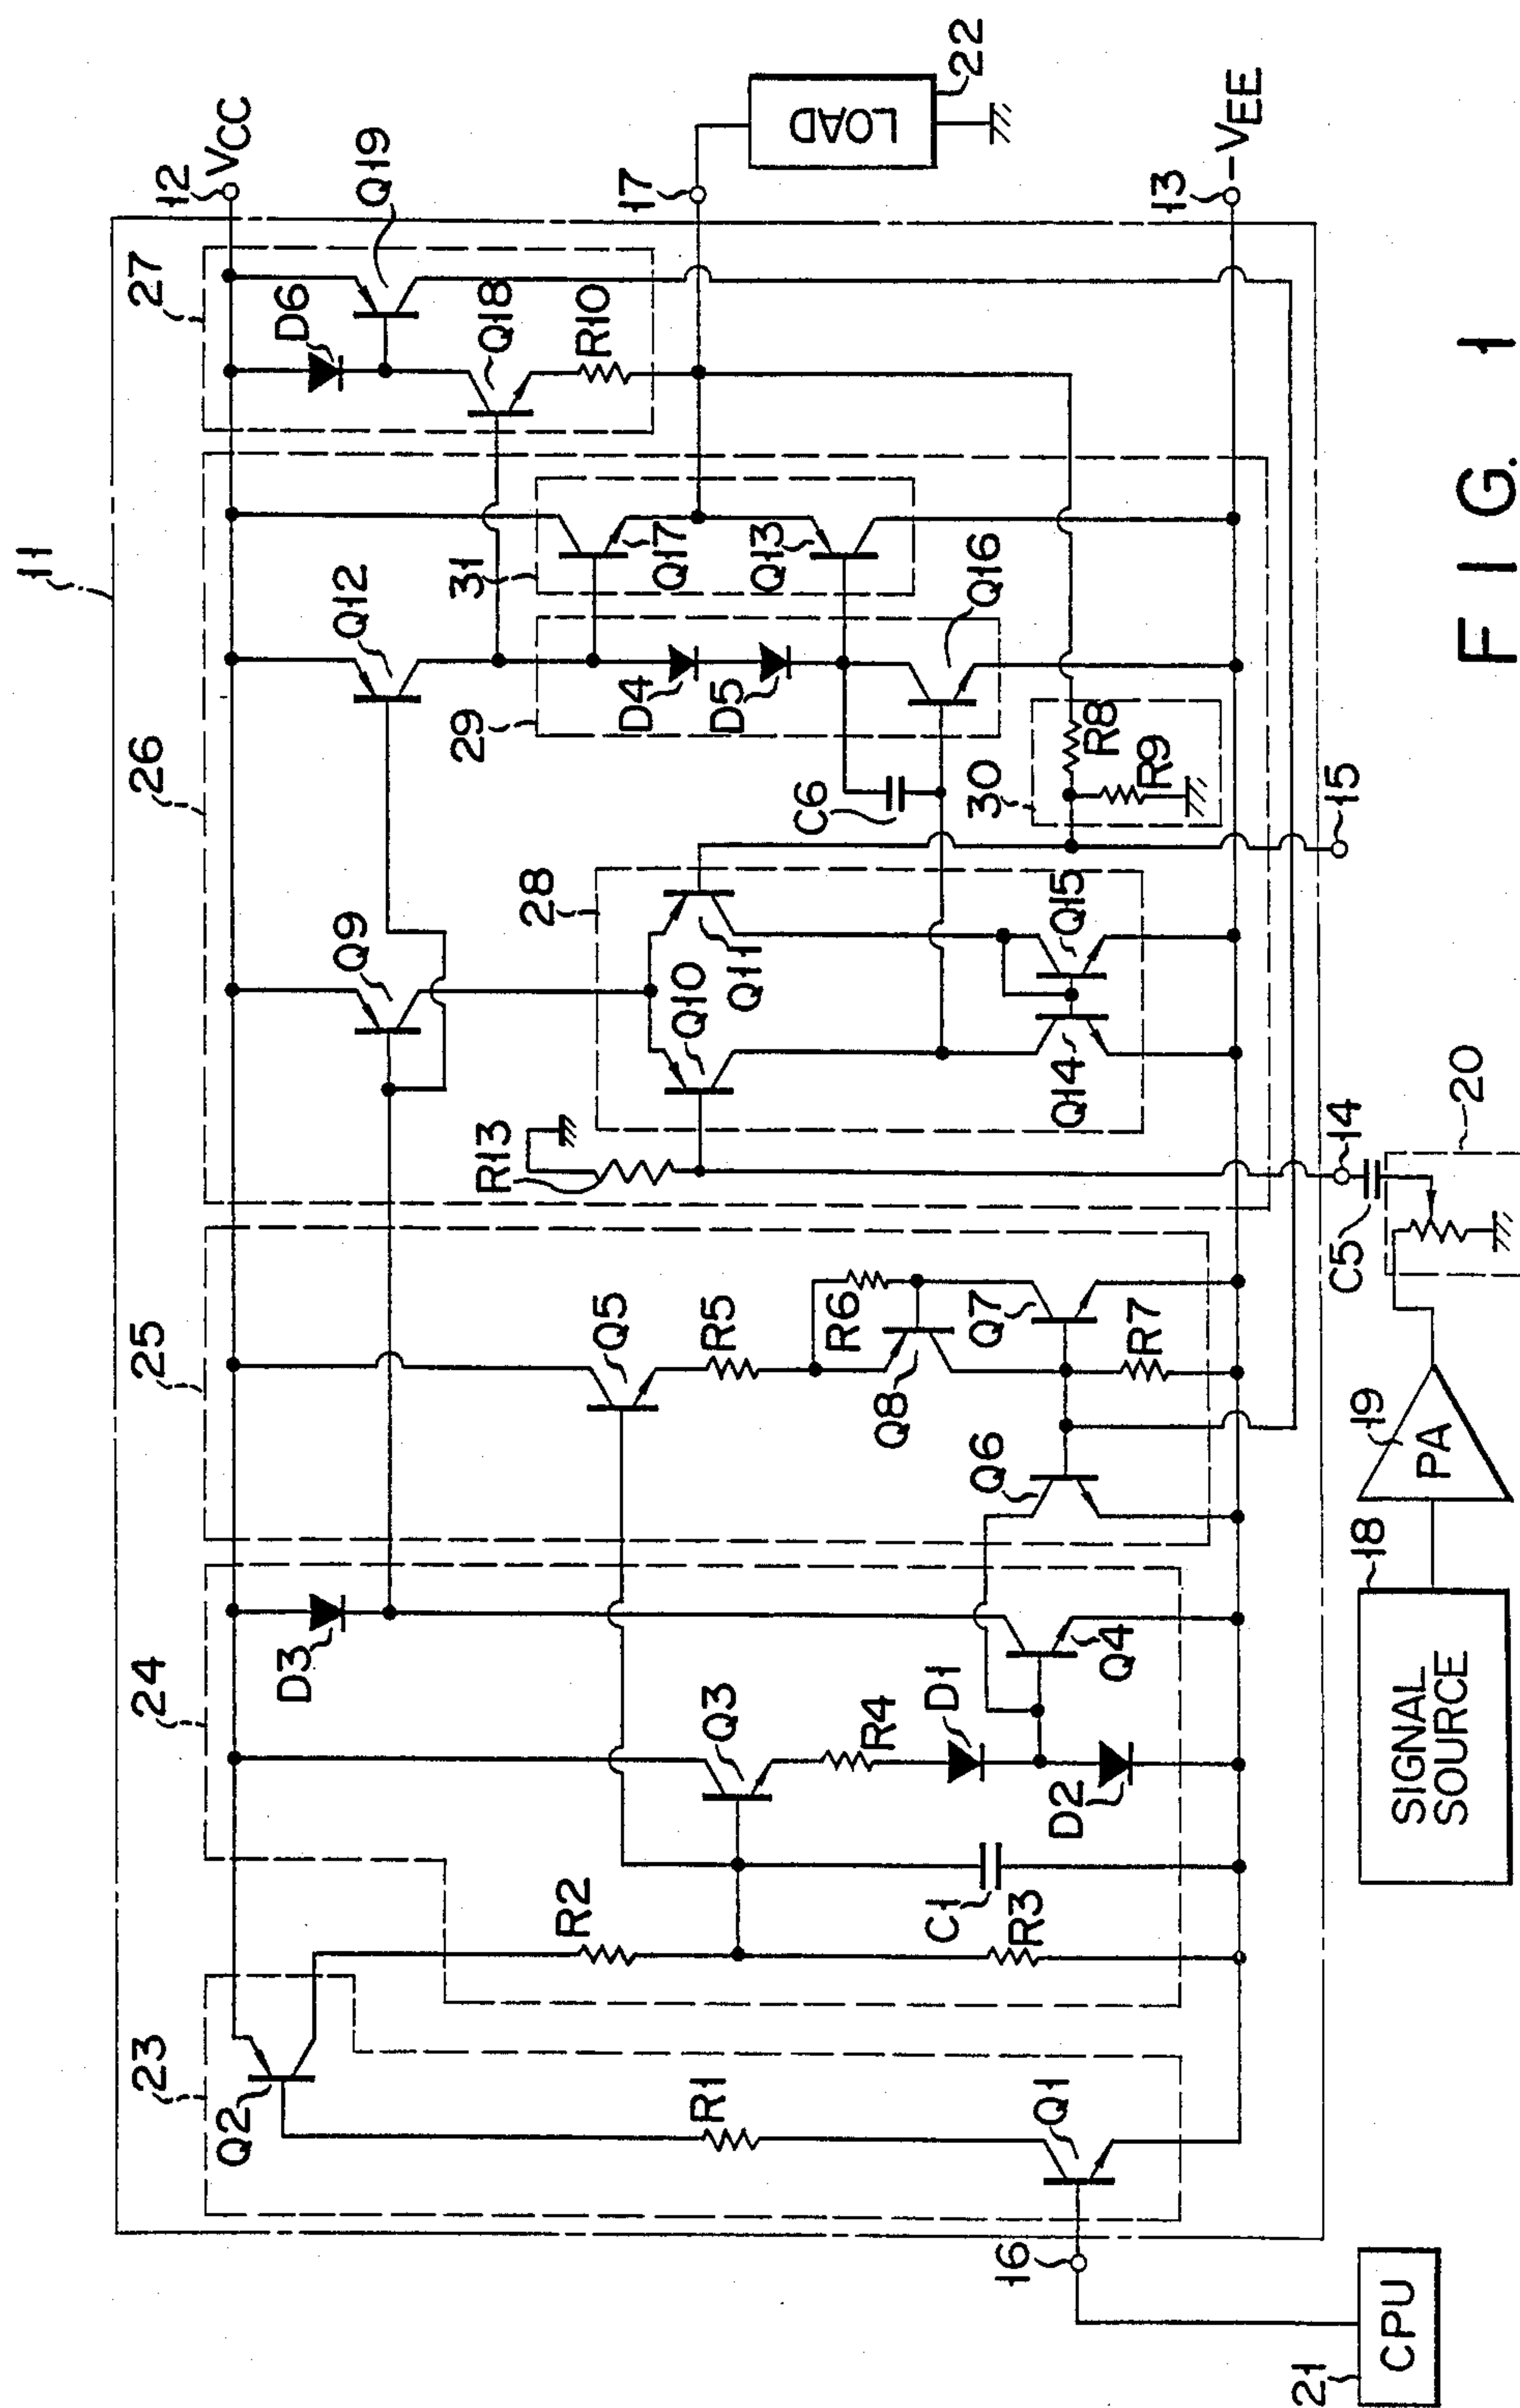 11
12
VCC
23
24
25
26
27
Q2
D3
Q9
Q12
D6
Q19
Q18
R10
31
R2
Q3
Q5
R5
R13
28
29
Q17
17
LOAD
22
R1
R4
D1
R6
Q8
Q10
Q11
D4
D5
Q13
C6
Q16
C1
R3
D2
Q4
Q6
Q7
R7
Q14
Q15
30
R8
R9
Q1
13
-VEE
16
14
15
C5
20
21
CPU
18
SIGNAL
SOURCE
19
PA
FIG. 1